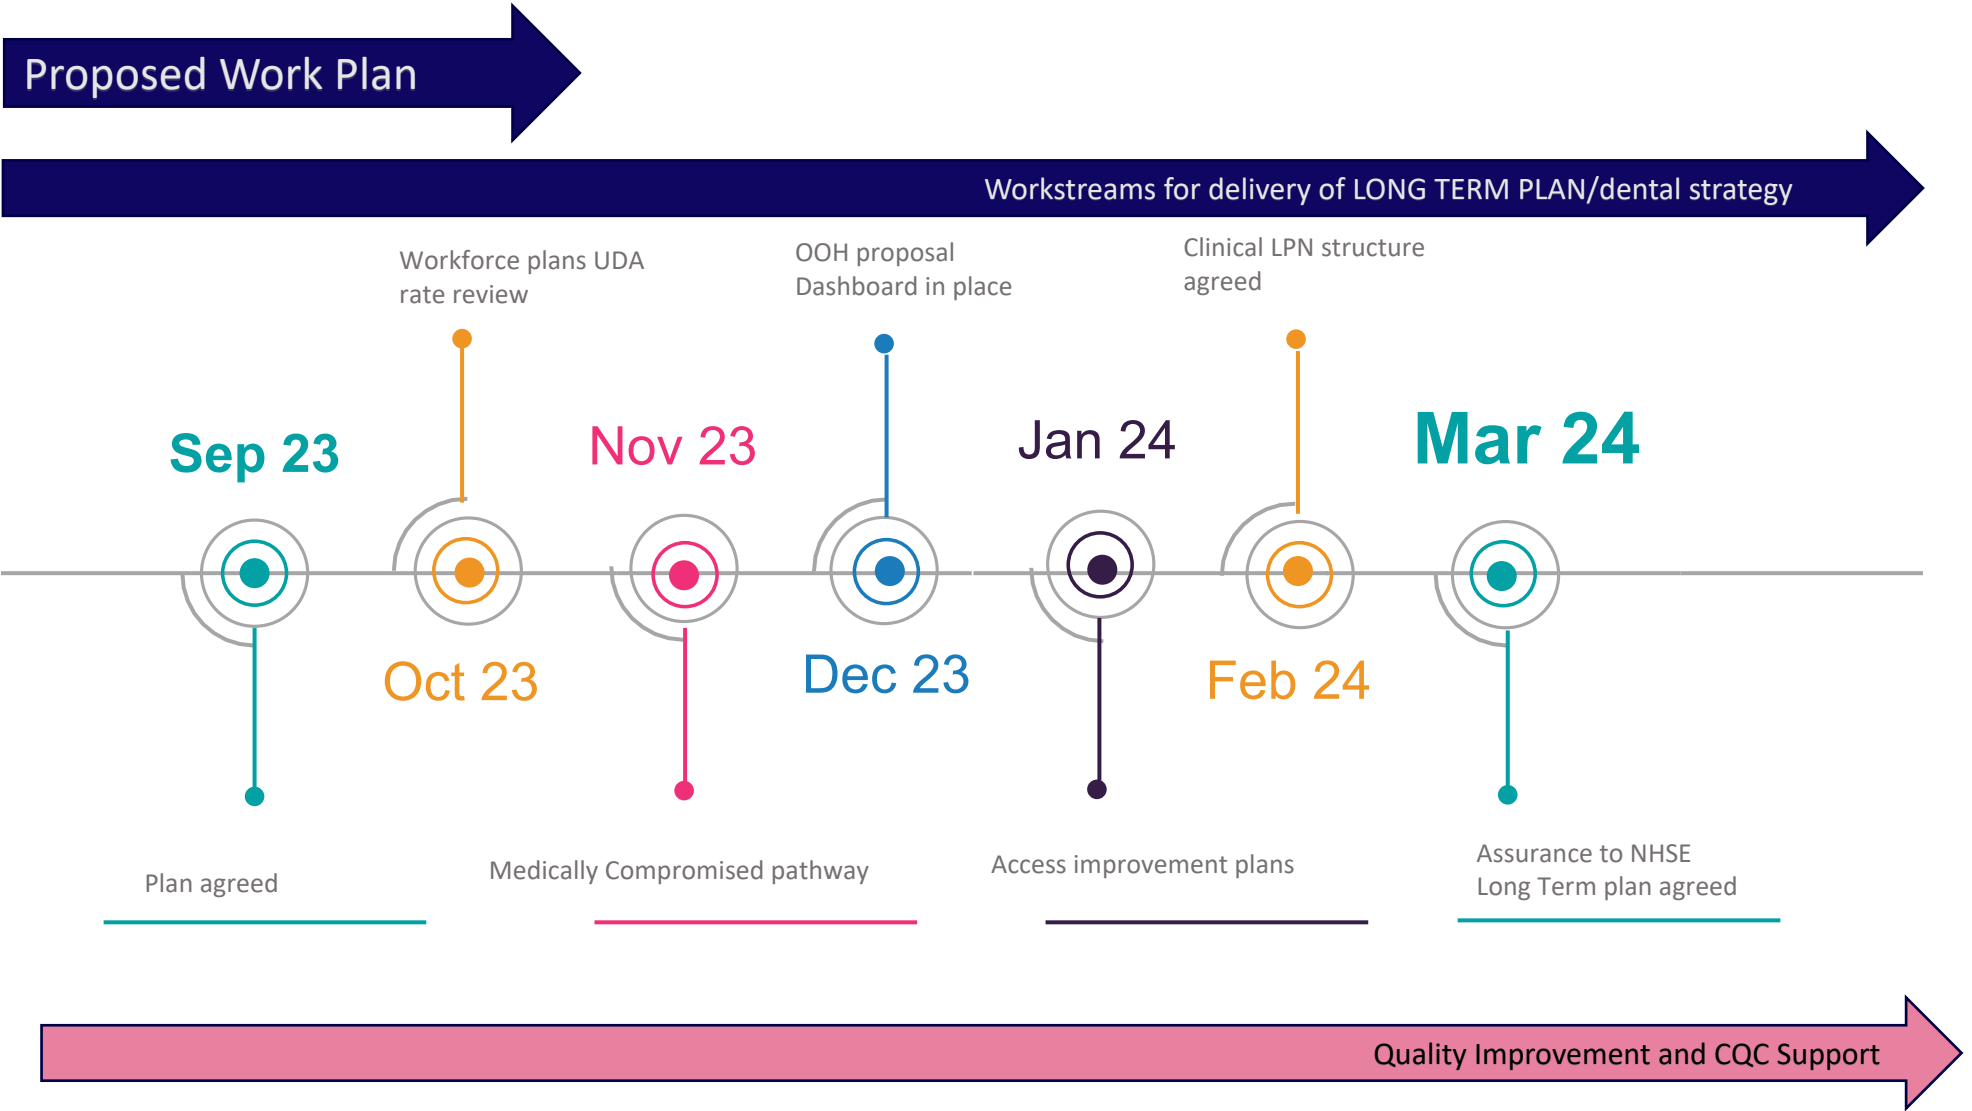 Proposed Work Plan
Workstreams for delivery of LONG TERM PLAN/dental strategy
Workforce plans UDA
rate review
OOH proposal
Dashboard in place
Clinical LPN structure
agreed
Sep 23
Nov 23
Jan 24
Mar 24
Oct 23
Dec 23
Feb 24
Plan agreed
Medically Compromised pathway
Access improvement plans
Assurance to NHSE
Long Term plan agreed
Quality Improvement and CQC Support